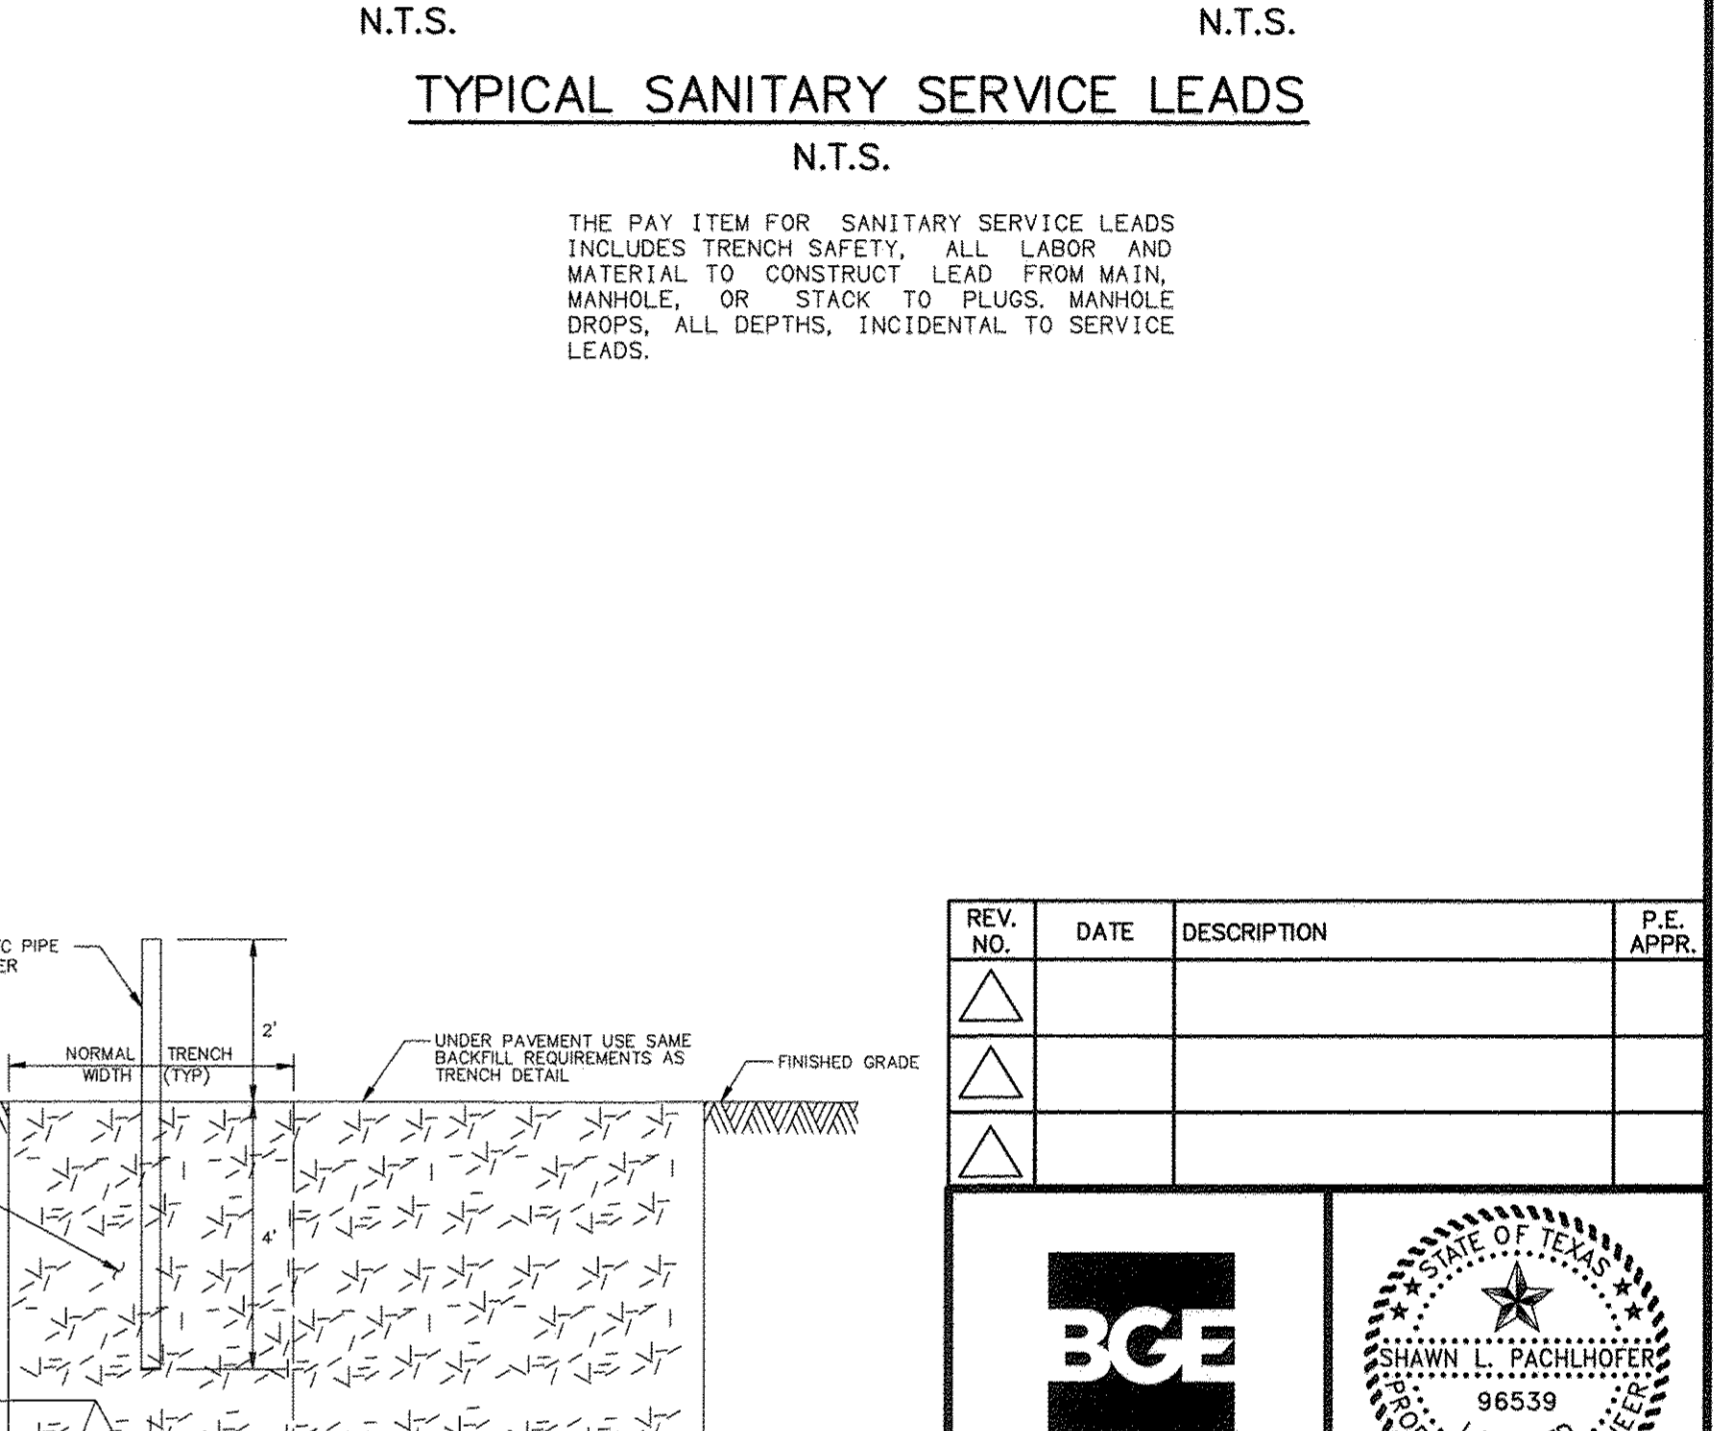 N.T.S.
N.T.S.
TYPICAL SANITARY SERVICE LEADS
N.T.S.
THE PAY ITEM FOR SANITARY SERVICE LEADS
INCLUDES TRENCH SAFETY, ALL LABOR AND
MATERIAL TO CONSTRUCT LEAD FROM MAIN,
MANHOLE, OR STACK TO PLUGS. MANHOLE
DROPS, ALL DEPTHS, INCIDENTAL TO SERVICE
LEADS.
PIPE
2'
NORMAL TRENCH
WIDTH (TYP)
UNDER PAVEMENT USE SAME
BACKFILL REQUIREMENTS AS
TRENCH DETAIL
FINISHED GRADE
4'
REV. NO.
DATE
DESCRIPTION
P.E. APPR.
BGE
STATE OF TEXAS
SHAWN L. PACHLHOFER
96539